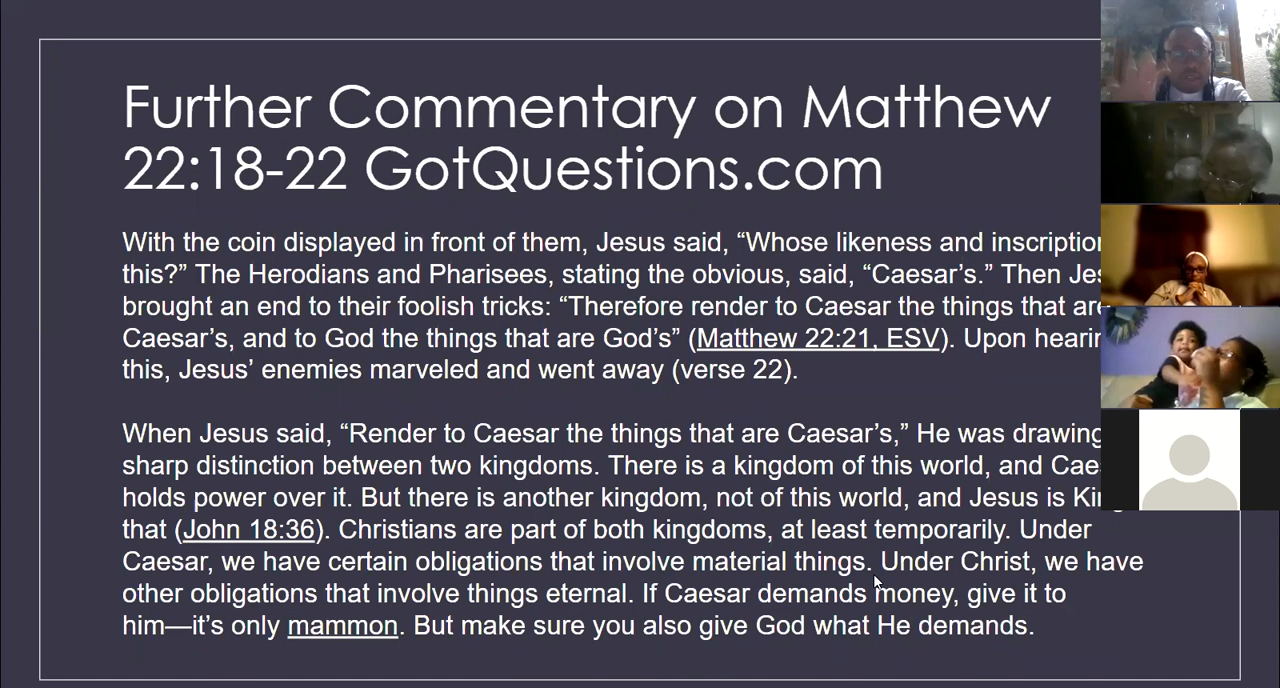 Further Commentary on Matthew
22:18-22 GotQuestions.com
With the coin displayed in front of them, Jesus said, “Whose likeness and inscription
this?” The Herodians and Pharisees, stating the obvious, said, “Caesar’s.” Then Jes
brought an end to their foolish tricks: “Therefore render to Caesar the things that are
Caesar’s, and to God the things that are God’s” (Matthew 22:21, ESV). Upon hearin
this, Jesus’ enemies marveled and went away (verse 22).
When Jesus said, “Render to Caesar the things that are Caesar’s,” He was drawing
sharp distinction between two kingdoms. There is a kingdom of this world, and Cae
holds power over it. But there is another kingdom, not of this world, and Jesus is Kin
that (John 18:36). Christians are part of both kingdoms, at least temporarily. Under
Caesar, we have certain obligations that involve material things. Under Christ, we have
other obligations that involve things eternal. If Caesar demands money, give it to
him—it’s only mammon. But make sure you also give God what He demands.